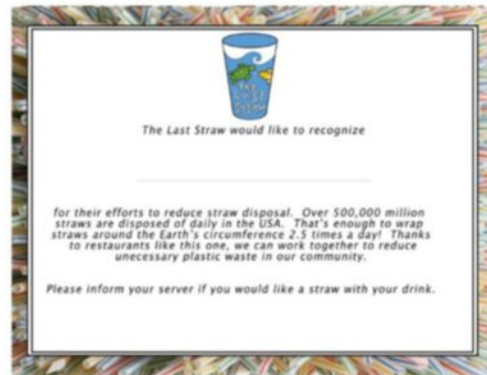 The Last Straw
The Last Straw would like to recognize
for their efforts to reduce straw disposal. Over 500,000 million
straws are disposed of daily in the USA. That's enough to wrap
straws around the Earth's circumference 2.5 times a day! Thanks
to restaurants like this one, we can work together to reduce
unecessary plastic waste in our community.
Please inform your server if you would like a straw with your drink.